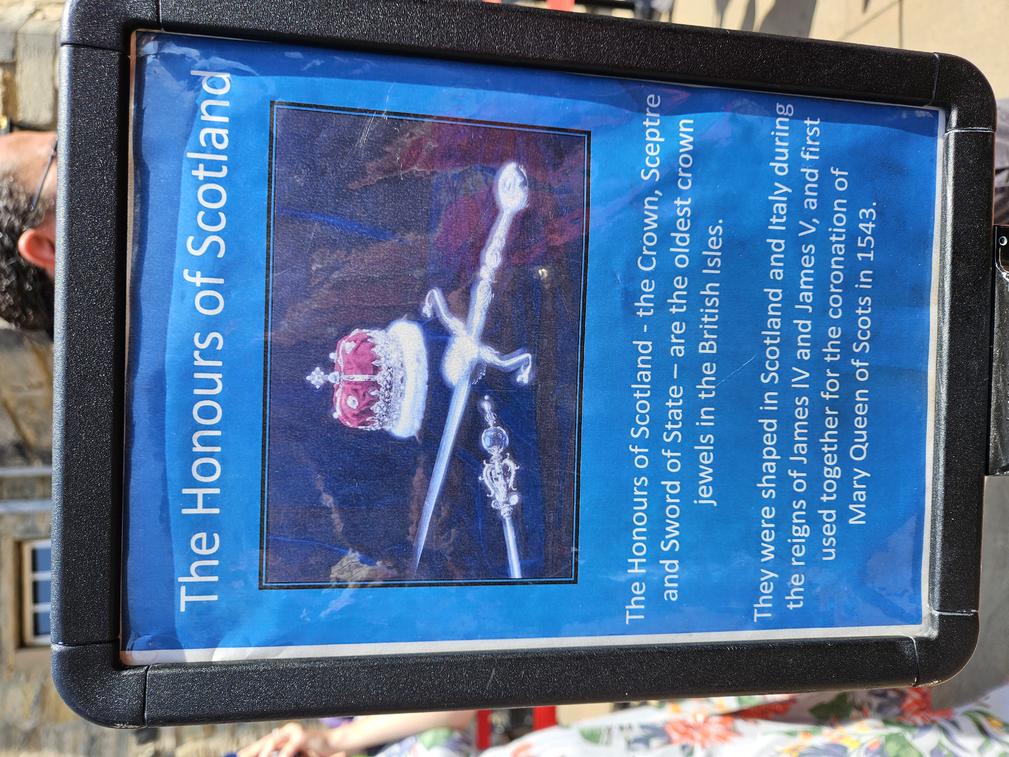 The Honours of Scotland
The Honours of Scotland - the Crown, Sceptre
and Sword of State – are the oldest crown
jewels in the British Isles.
They were shaped in Scotland and Italy during
the reigns of James IV and James V, and first
used together for the coronation of
Mary Queen of Scots in 1543.